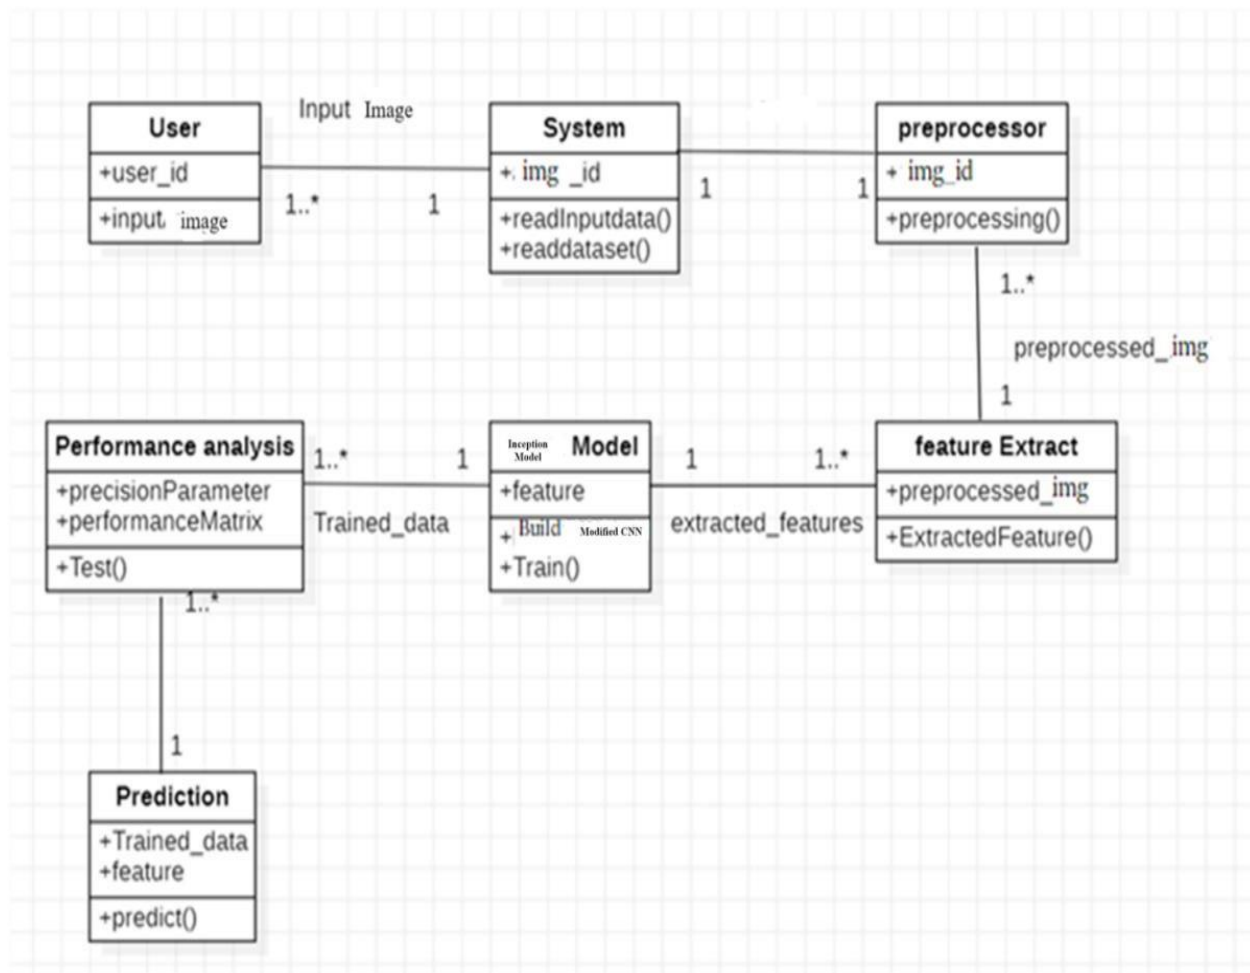 Input Image
User
+user_id
+input image
1..*
1
System
+ img _id
+readInputdata()
+readdataset()
1
1
preprocessor
+ img_id
+preprocessing()
1..*
preprocessed_img
1
Performance analysis
+precisionParameter
+performanceMatrix
+Test()
1..*
1
Trained_data
Inception
Model
Model
+feature
+ Build Modified CNN
+Train()
1
1..*
extracted_features
feature Extract
+preprocessed_img
+ExtractedFeature()
1..*
1
Prediction
+Trained_data
+feature
+predict()